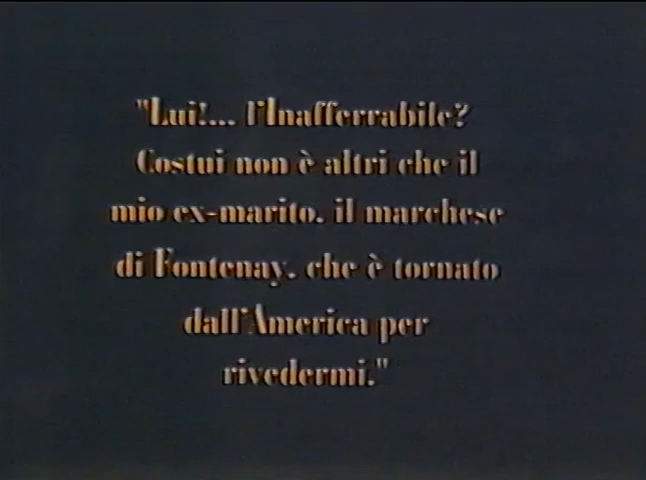 "Lui!... l'Inafferrabile?
Costui non è altri che il
mio ex-marito, il marchese
di Fontenay, che è tornato
dall'America per
rivedermi."